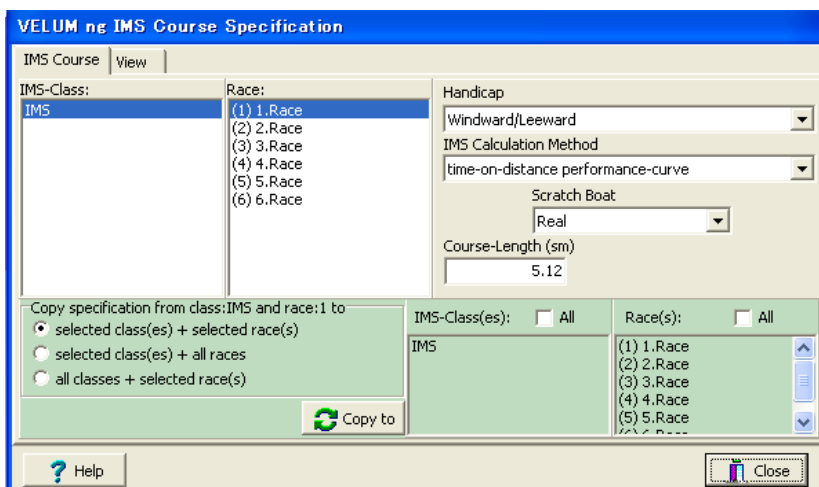 VELUM ng IMS Course Specification
IMS Course
View
IMS-Class:
IMS
Race:
(1) 1.Race
(2) 2.Race
(3) 3.Race
(4) 4.Race
(5) 5.Race
(6) 6.Race
Handicap
Windward/Leeward
IMS Calculation Method
time-on-distance performance-curve
Scratch Boat
Real
Course-Length (sm)
5.12
Copy specification from class:IMS and race:1 to
selected class(es) + selected race(s)
selected class(es) + all races
all classes + selected race(s)
Copy to
IMS-Class(es):
All
IMS
Race(s):
All
(1) 1.Race
(2) 2.Race
(3) 3.Race
(4) 4.Race
(5) 5.Race
Help
Close